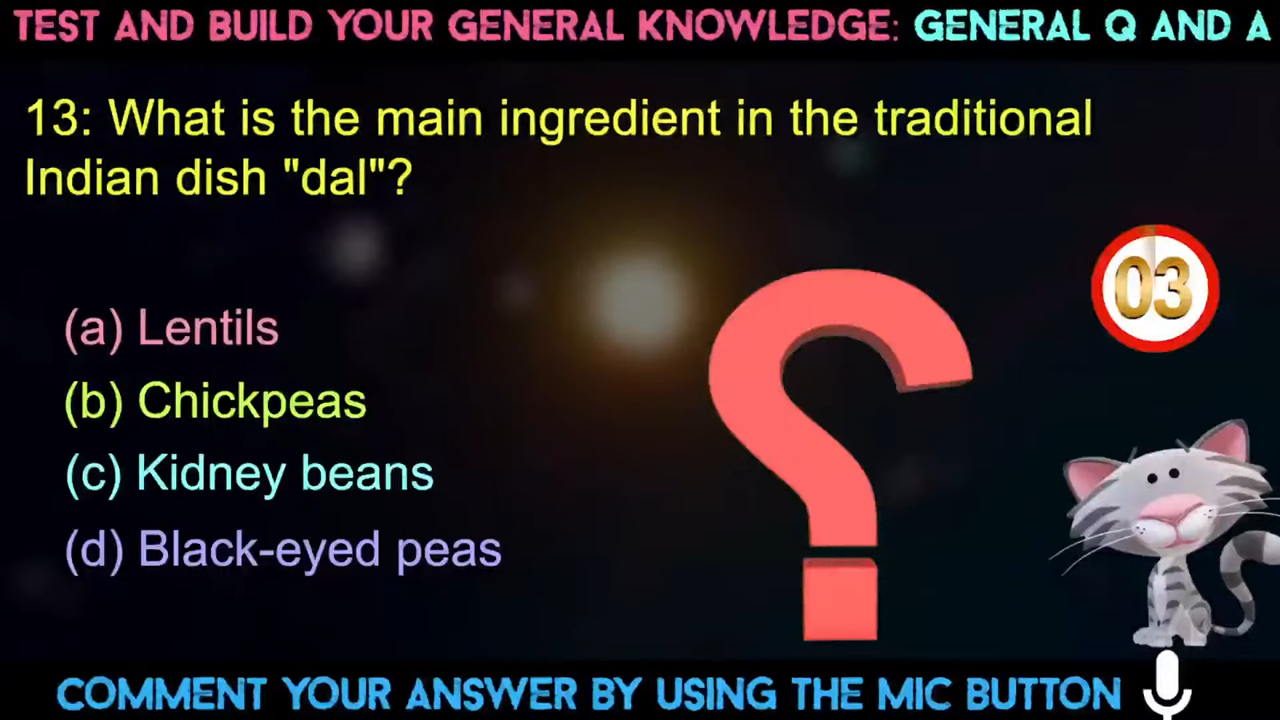 TEST AND BUILD YOUR GENERAL KNOWLEDGE: GENERAL Q AND A
13: What is the main ingredient in the traditional
Indian dish "dal"?
03
(a) Lentils
(b) Chickpeas
(c) Kidney beans
(d) Black-eyed peas
COMMENT YOUR ANSWER BY USING THE MIC BUTTON